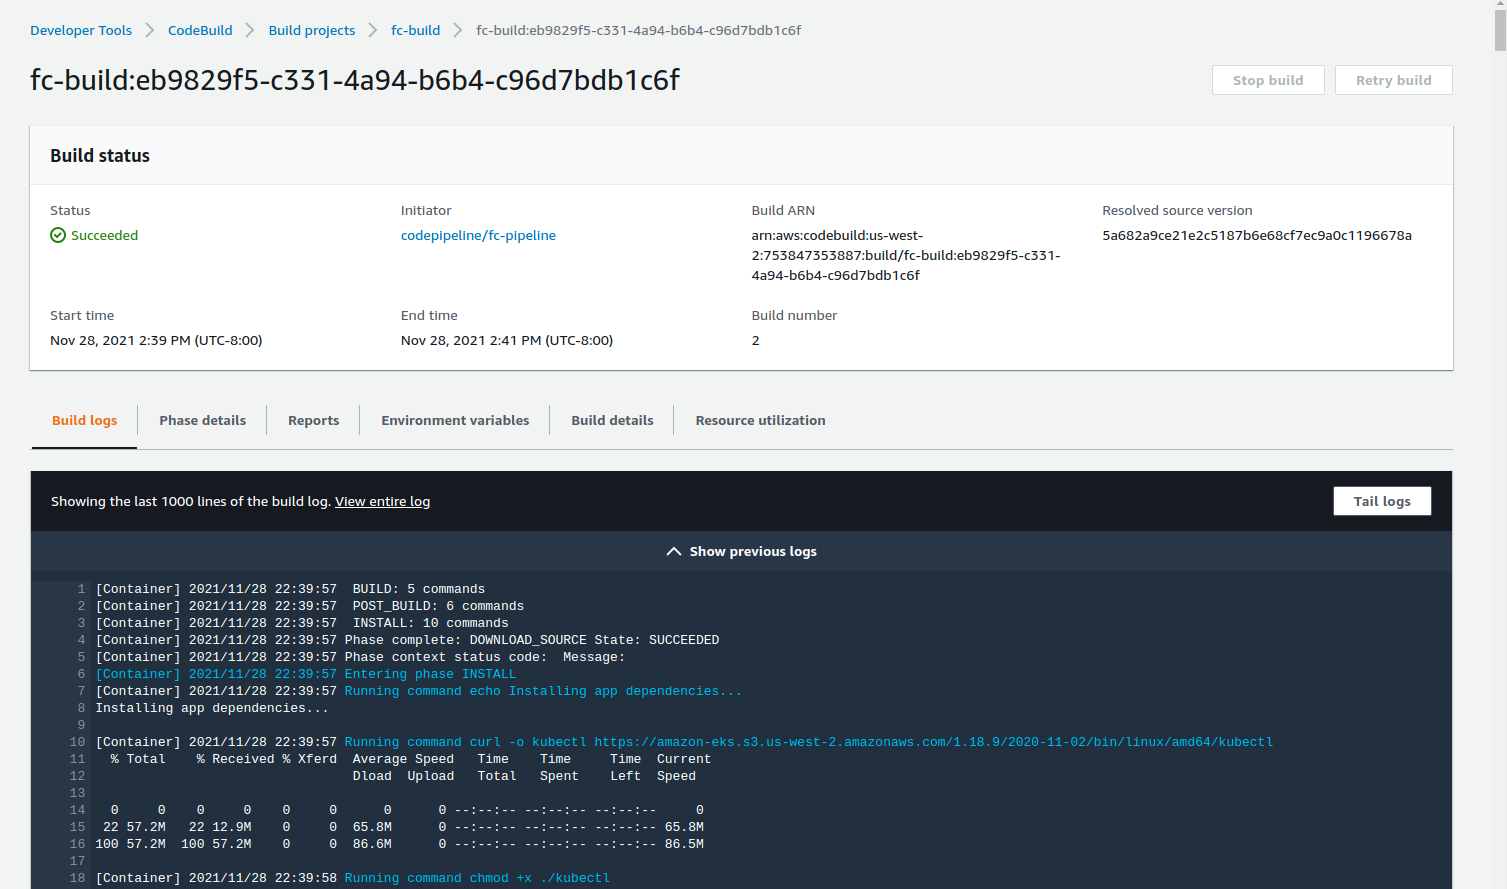 Developer Tools > CodeBuild > Build projects > fc-build > fc-build:eb9829f5-c331-4a94-b6b4-c96d7bdb1c6f
fc-build:eb9829f5-c331-4a94-b6b4-c96d7bdb1c6f
Stop build Retry build
Build status
Status Initiator Build ARN Resolved source version
Succeeded codepipeline/fc-pipeline arn:aws:codebuild:us-west- 5a682a9ce21e2c5187b6e68cf7ec9a0c1196678a
2:753847353887:build/fc-build:eb9829f5-c331-
4a94-b6b4-c96d7bdb1c6f
Start time End time Build number
Nov 28, 2021 2:39 PM (UTC-8:00) Nov 28, 2021 2:41 PM (UTC-8:00) 2
Build logs Phase details Reports Environment variables Build details Resource utilization
Showing the last 1000 lines of the build log. View entire log Tail logs
Show previous logs
1 [Container] 2021/11/28 22:39:57  BUILD: 5 commands
2 [Container] 2021/11/28 22:39:57  POST_BUILD: 6 commands
3 [Container] 2021/11/28 22:39:57  INSTALL: 10 commands
4 [Container] 2021/11/28 22:39:57 Phase complete: DOWNLOAD_SOURCE State: SUCCEEDED
5 [Container] 2021/11/28 22:39:57 Phase context status code:  Message:
6 [Container] 2021/11/28 22:39:57 Entering phase INSTALL
7 [Container] 2021/11/28 22:39:57 Running command echo Installing app dependencies...
8 Installing app dependencies...
9
10 [Container] 2021/11/28 22:39:57 Running command curl -o kubectl https://amazon-eks.s3.us-west-2.amazonaws.com/1.18.9/2020-11-02/bin/linux/amd64/kubectl
11   % Total    % Received % Xferd  Average Speed   Time    Time     Time  Current
12                                  Dload  Upload   Total   Spent    Left  Speed
13
14   0     0    0     0    0     0      0      0 --:--:-- --:--:-- --:--:--     0
15  22 57.2M   22 12.9M    0     0  65.8M      0 --:--:-- --:--:-- --:--:-- 65.8M
16 100 57.2M  100 57.2M    0     0  86.6M      0 --:--:-- --:--:-- --:--:-- 86.5M
17
18 [Container] 2021/11/28 22:39:58 Running command chmod +x ./kubectl